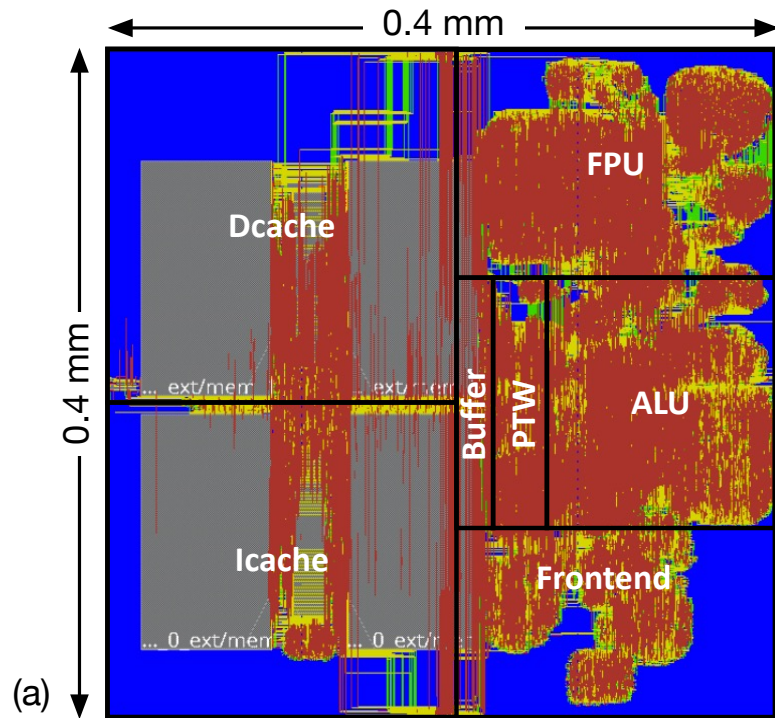 0.4 mm
0.4 mm
FPU
Dcache
... ext/mem
... ext/mem
Buffer
PTW
ALU
Icache
Frontend
..._0_ext/mem
..._0_ext/mem
(a)